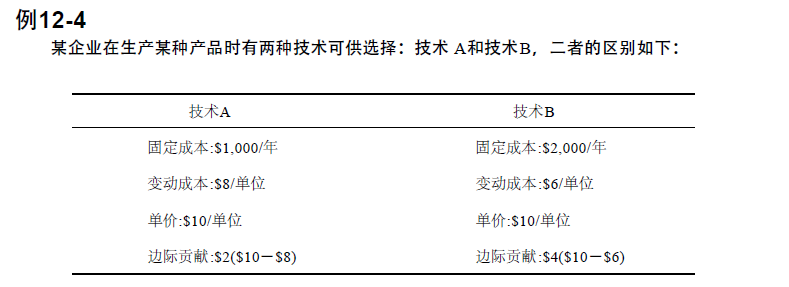 例12-4
某企业在生产某种产品时有两种技术可供选择：技术 A和技术B，二者的区别如下：
技术A 技术B
固定成本:$1,000/年 固定成本:$2,000/年
变动成本:$8/单位 变动成本:$6/单位
单价:$10/单位 单价:$10/单位
边际贡献:$2($10－$8) 边际贡献:$4($10－$6)